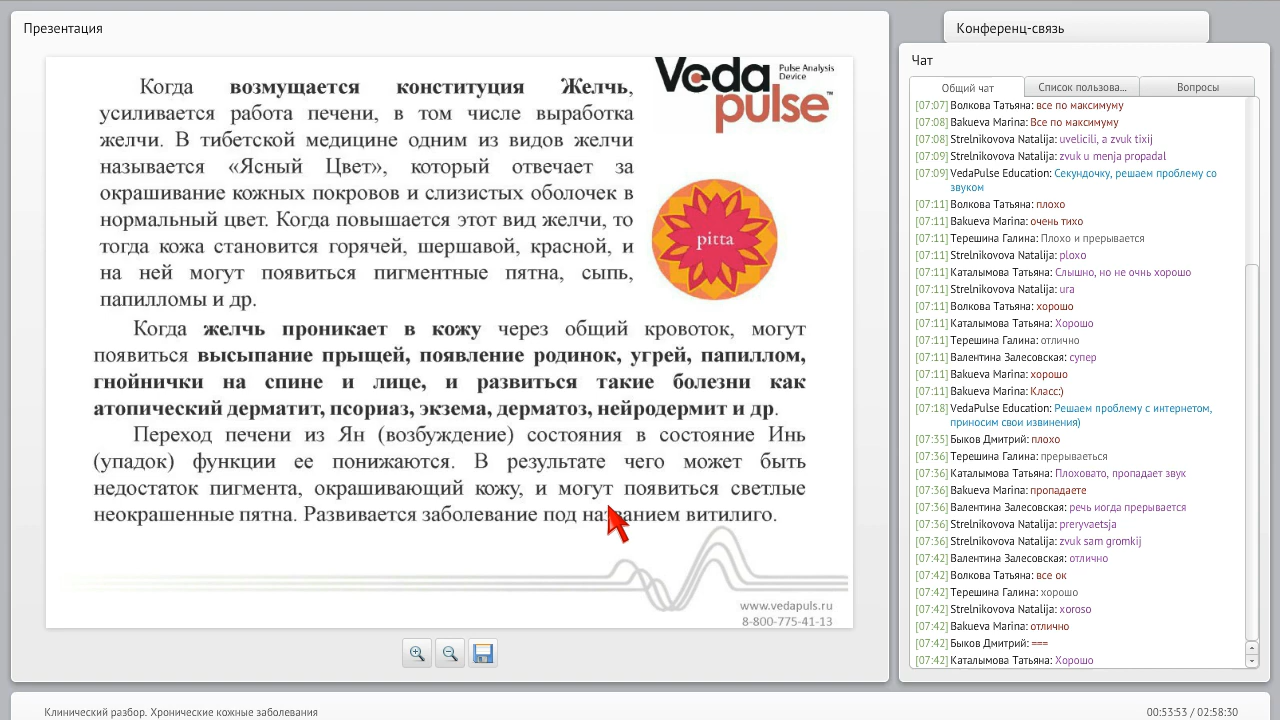 Презентация
Когда возмущается конституция Желчь,
усиливается работа печени, в том числе выработка
желчи. В тибетской медицине одним из видов желчи
называется «Ясный Цвет», который отвечает за
окрашивание кожных покровов и слизистых оболочек в
нормальный цвет. Когда повышается этот вид желчи, то
тогда кожа становится горячей, шершавой, красной, и
на ней могут появиться пигментные пятна, сыпь,
папилломы и др.
Veda
Pulse Analysis
Device
pulse™
pitta
Когда желчь проникает в кожу через общий кровоток, могут
появиться высыпание прыщей, появление родинок, угрей, папиллом,
гнойнички на спине и лице, и развиться такие болезни как
атопический дерматит, псориаз, экзема, дерматоз, нейродермит и др.
Переход печени из Ян (возбуждение) состояния в состояние Инь
(упадок) функции ее понижаются. В результате чего может быть
недостаток пигмента, окрашивающий кожу, и могут появиться светлые
неокрашенные пятна. Развивается заболевание под названием витилиго.
www.vedapuls.ru
8-800-775-41-13
Конференц-связь
Чат
Общий чат
Список пользова...
Вопросы
[07:07] Волкова Татьяна: все по максимуму
[07:08] Bakueva Marina: Все по максимуму
[07:08] Strelnikovova Natalija: uvelicili, a zvuk tixij
[07:09] Strelnikovova Natalija: zvuk u menja propadal
[07:09] VedaPulse Education: Секундочку, решаем проблему со
звуком
[07:11] Волкова Татьяна: плохо
[07:11] Bakueva Marina: очень тихо
[07:11] Терешина Галина: Плохо и прерывается
[07:11] Strelnikovova Natalija: ploxo
[07:11] Каталымова Татьяна: Слышно, но не очнь хорошо
[07:11] Strelnikovova Natalija: ura
[07:11] Волкова Татьяна: хорошо
[07:11] Каталымова Татьяна: Хорошо
[07:11] Терешина Галина: отлично
[07:11] Валентина Залесовская: супер
[07:11] Bakueva Marina: хорошо
[07:11] Bakueva Marina: Класс:)
[07:18] VedaPulse Education: Решаем проблему с интернетом,
приносим свои извинения)
[07:35] Быков Дмитрий: плохо
[07:36] Терешина Галина: прерываеться
[07:36] Каталымова Татьяна: Плоховато, пропадает звук
[07:36] Bakueva Marina: пропадаете
[07:36] Валентина Залесовская: речь иогда прерывается
[07:36] Strelnikovova Natalija: preryvaetsja
[07:36] Strelnikovova Natalija: zvuk sam gromkij
[07:42] Валентина Залесовская: отлично
[07:42] Волкова Татьяна: все ок
[07:42] Терешина Галина: хорошо
[07:42] Strelnikovova Natalija: xoroso
[07:42] Bakueva Marina: отлично
[07:42] Быков Дмитрий: ===
[07:42] Каталымова Татьяна: Хорошо
Клинический разбор. Хронические кожные заболевания
00:53:53 / 02:58:30